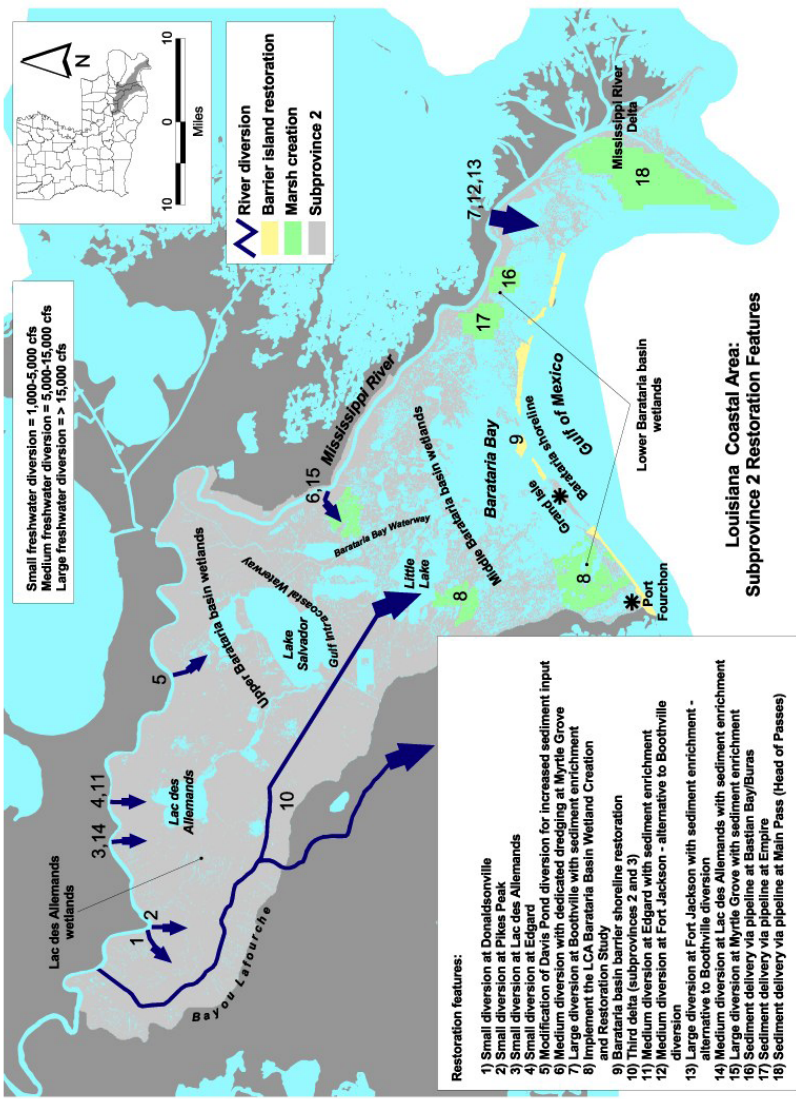 Small freshwater diversion = 1,000-5,000 cfs
Medium freshwater diversion = 5,000-15,000 cfs
Large freshwater diversion = > 15,000 cfs
N
10
0
10
Miles
River diversion
Barrier island restoration
Marsh creation
Subprovince 2
Lac des Allemands
wetlands
1
2
3,14
4,11
5
6,15
7,12,13
8
8
9
10
16
17
18
Bayou Lafourche
Lac des
Allemands
Upper Barataria basin wetlands
Lake
Salvador
Gulf Intracoastal Waterway
Mississippi River
Barataria Bay Waterway
Little
Lake
Middle Barataria basin wetlands
Barataria Bay
Barataria shoreline
Gulf of Mexico
Grand Isle
Port
Fourchon
Lower Barataria basin
wetlands
Mississippi River
Delta
Louisiana Coastal Area:
Subprovince 2 Restoration Features
Restoration features:
1) Small diversion at Donaldsonville
2) Small diversion at Pikes Peak
3) Small diversion at Lac des Allemands
4) Small diversion at Edgard
5) Modification of Davis Pond diversion for increased sediment input
6) Medium diversion with dedicated dredging at Myrtle Grove
7) Large diversion at Boothville with sediment enrichment
8) Implement the LCA Barataria Basin Wetland Creation
and Restoration Study
9) Barataria basin barrier shoreline restoration
10) Third delta (subprovinces 2 and 3)
11) Medium diversion at Edgard with sediment enrichment
12) Medium diversion at Fort Jackson - alternative to Boothville
diversion
13) Large diversion at Fort Jackson with sediment enrichment -
alternative to Boothville diversion
14) Medium diversion at Lac des Allemands with sediment enrichment
15) Large diversion at Myrtle Grove with sediment enrichment
16) Sediment delivery via pipeline at Bastian Bay/Buras
17) Sediment delivery via pipeline at Empire
18) Sediment delivery via pipeline at Main Pass (Head of Passes)